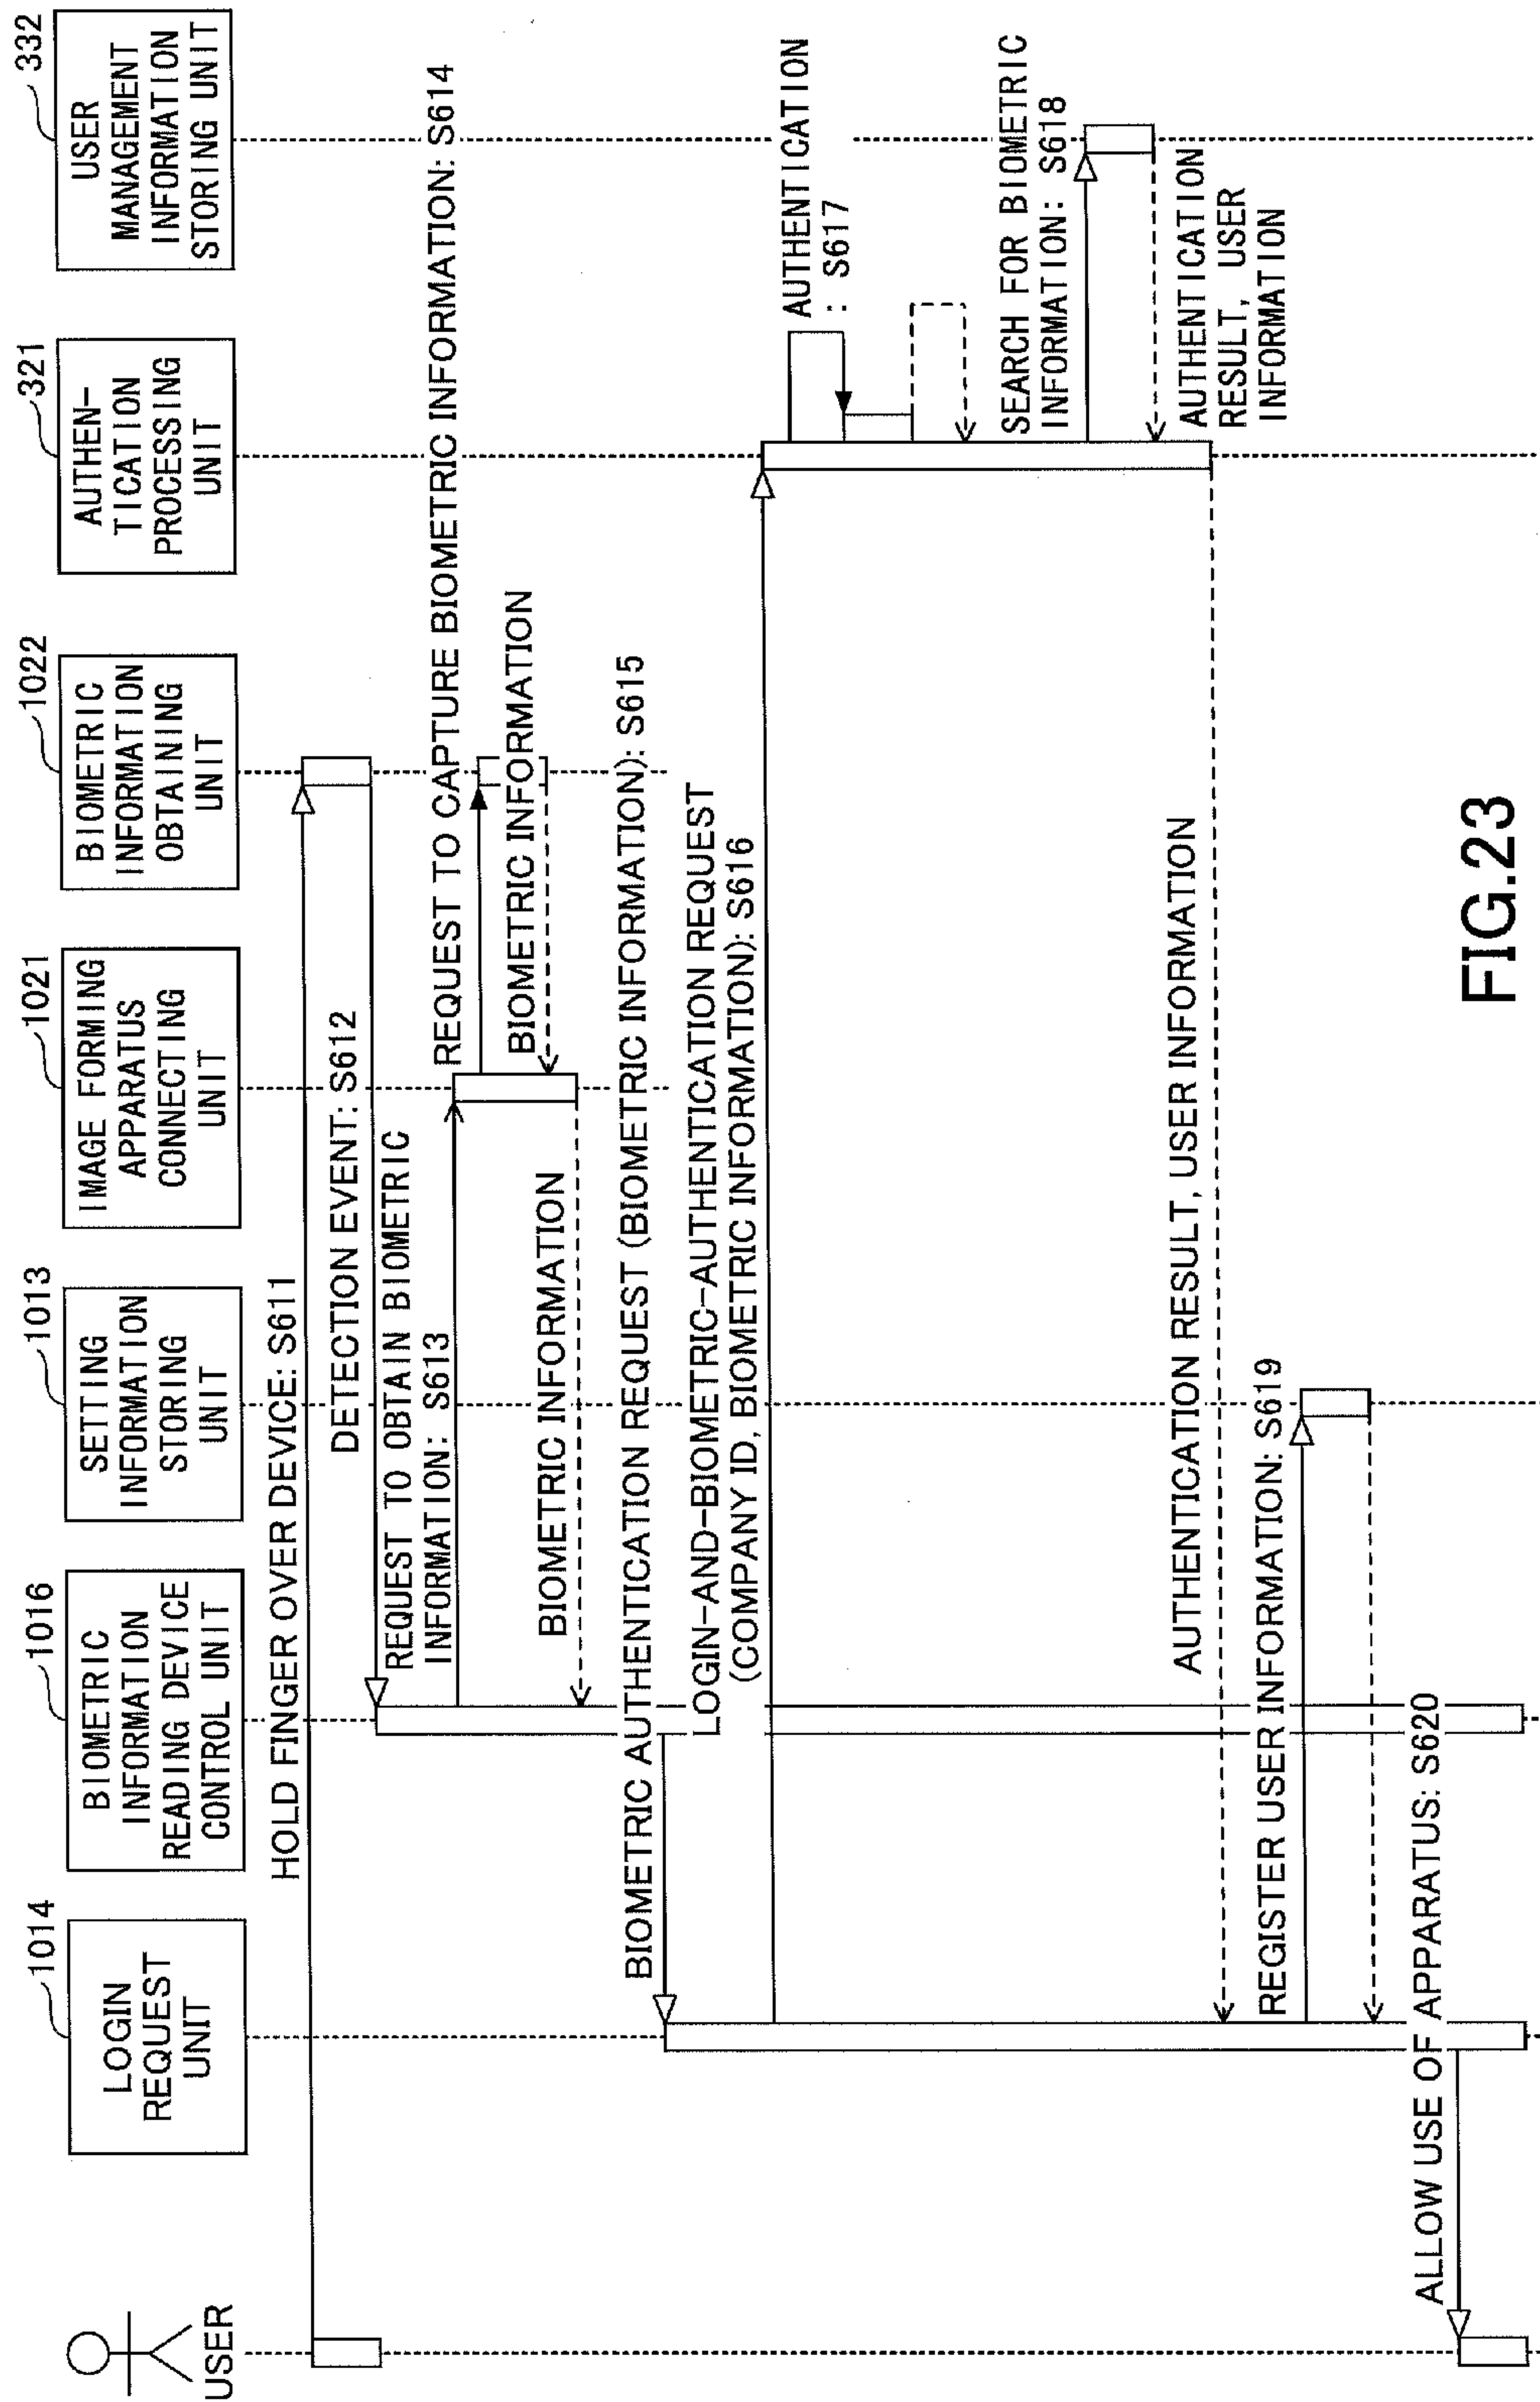 USER
1014
LOGIN
REQUEST
UNIT
1016
BIOMETRIC
INFORMATION
READING DEVICE
CONTROL UNIT
1013
SETTING
INFORMATION
STORING
UNIT
1021
IMAGE FORMING
APPARATUS
CONNECTING
UNIT
1022
BIOMETRIC
INFORMATION
OBTAINING
UNIT
321
AUTHEN-
TICATION
PROCESSING
UNIT
332
USER
MANAGEMENT
INFORMATION
STORING UNIT
HOLD FINGER OVER DEVICE: S611
DETECTION EVENT: S612
REQUEST TO OBTAIN BIOMETRIC
INFORMATION: S613
REQUEST TO CAPTURE BIOMETRIC INFORMATION: S614
BIOMETRIC INFORMATION
BIOMETRIC INFORMATION
BIOMETRIC AUTHENTICATION REQUEST (BIOMETRIC INFORMATION): S615
LOGIN-AND-BIOMETRIC-AUTHENTICATION REQUEST
(COMPANY ID, BIOMETRIC INFORMATION): S616
AUTHENTICATION
: S617
SEARCH FOR BIOMETRIC
INFORMATION: S618
AUTHENTICATION
RESULT, USER
INFORMATION
AUTHENTICATION RESULT, USER INFORMATION
REGISTER USER INFORMATION: S619
ALLOW USE OF APPARATUS: S620
FIG.23